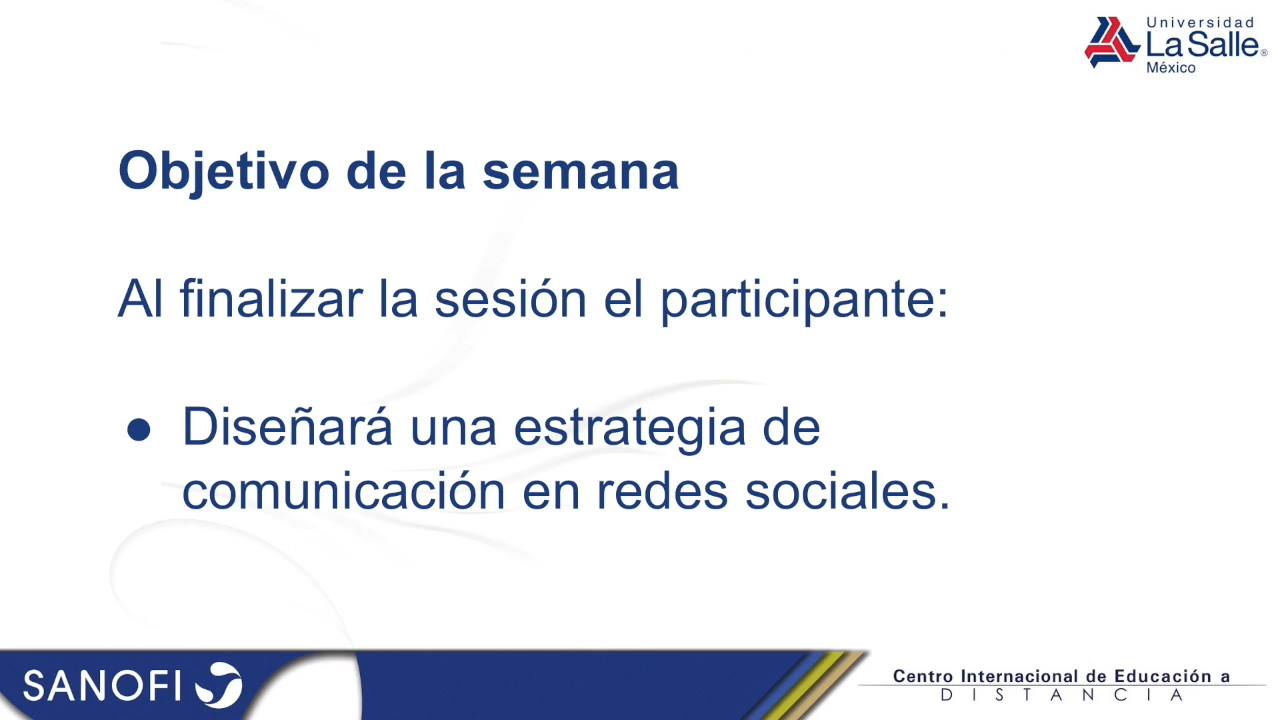 Universidad
La Salle®
México
Objetivo de la semana
Al finalizar la sesión el participante:
● Diseñará una estrategia de
comunicación en redes sociales.
SANOFI
Centro Internacional de Educación a
DISTANCIA